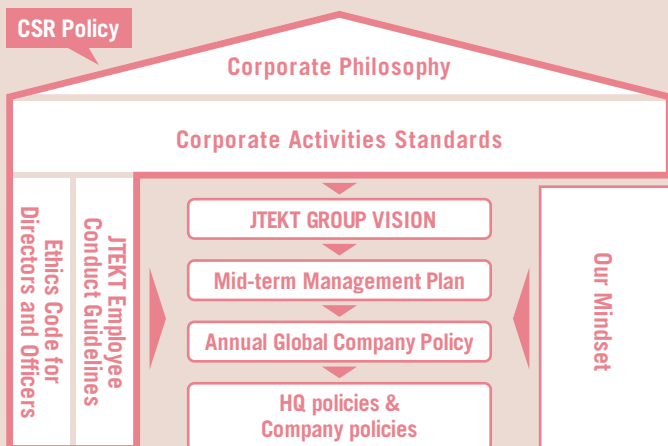 CSR Policy
Corporate Philosophy
Corporate Activities Standards
Ethics Code for
Directors and Officers
JTEKT Employee
Conduct Guidelines
JTEKT GROUP VISION
Mid-term Management Plan
Annual Global Company Policy
HQ policies &
Company policies
Our Mindset